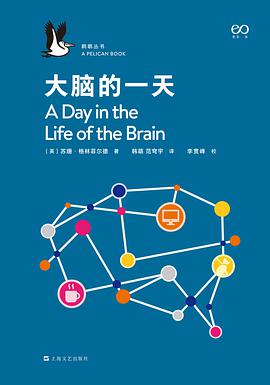 鹈鹕丛书
A PELICAN BOOK
大脑的一天
A Day in the
Life of the Brain
［英］苏珊·格林菲尔德 著 韩萌 范穹宇 译 李贯峰 校
上海文艺出版社